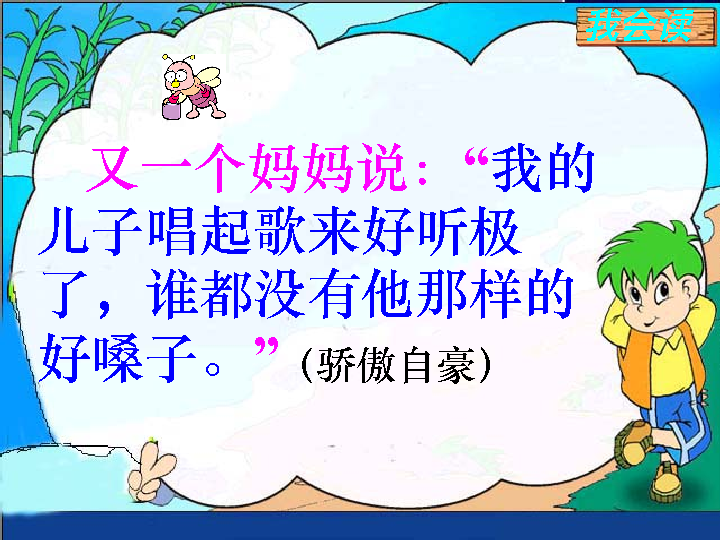 我会读
又一个妈妈说：“我的
儿子唱起歌来好听极
了，谁都没有他那样的
好嗓子。”（骄傲自豪）